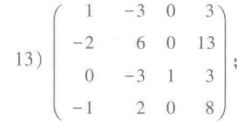 13) ( 1 -3 0 3
-2 6 0 13
0 -3 1 3
-1 2 0 8 ) ;